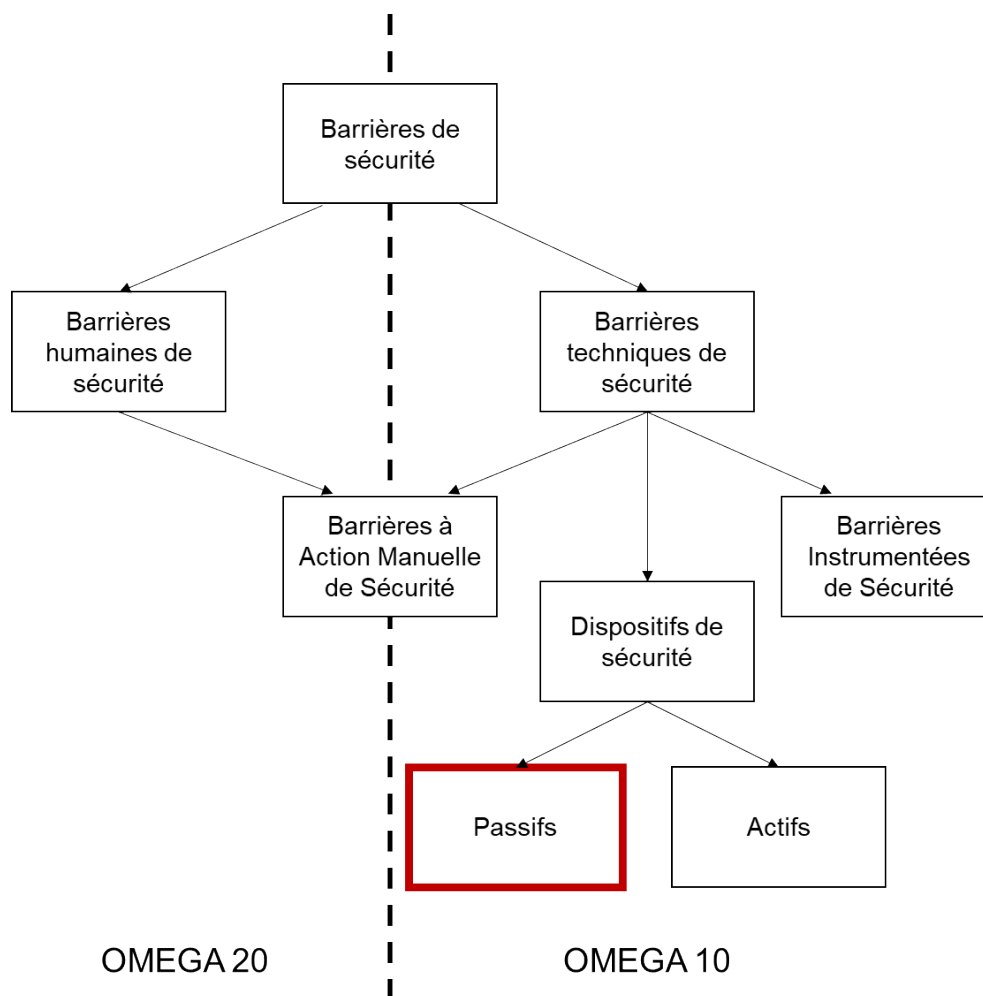 Barrières de
sécurité
Barrières
humaines de
sécurité
Barrières
techniques de
sécurité
Barrières à
Action Manuelle
de Sécurité
Barrières
Instrumentées
de Sécurité
Dispositifs de
sécurité
Passifs
Actifs
OMEGA 20
OMEGA 10